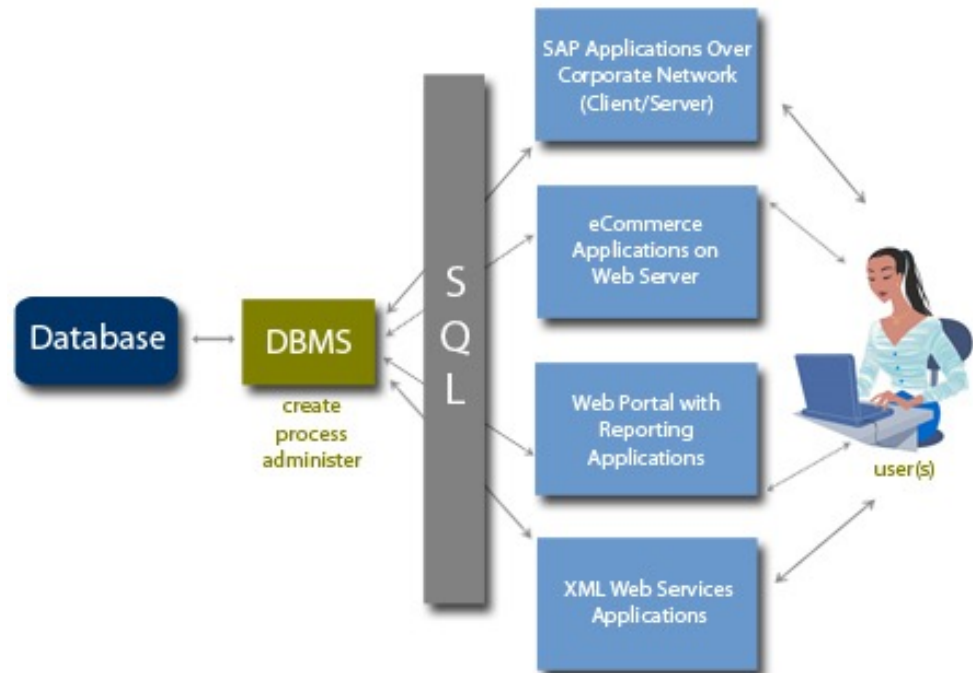 SAP Applications Over
Corporate Network
(Client/Server)
eCommerce
Applications on
Web Server
S
Q
L
Database
DBMS
create
process
administer
Web Portal with
Reporting
Applications
user(s)
XML Web Services
Applications